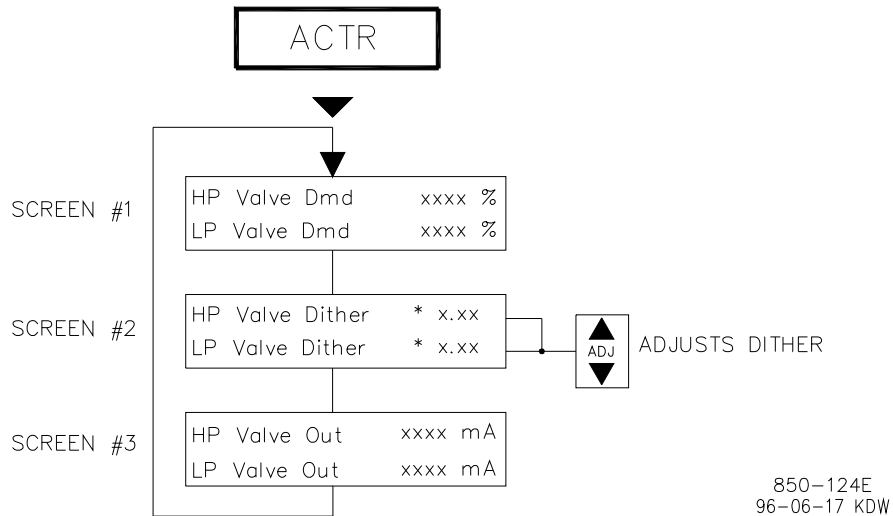 ACTR
SCREEN #1
HP Valve Dmd xxxx %
LP Valve Dmd xxxx %
SCREEN #2
HP Valve Dither * x.xx
LP Valve Dither * x.xx
ADJ
ADJUSTS DITHER
SCREEN #3
HP Valve Out xxxx mA
LP Valve Out xxxx mA
850-124E
96-06-17 KDW